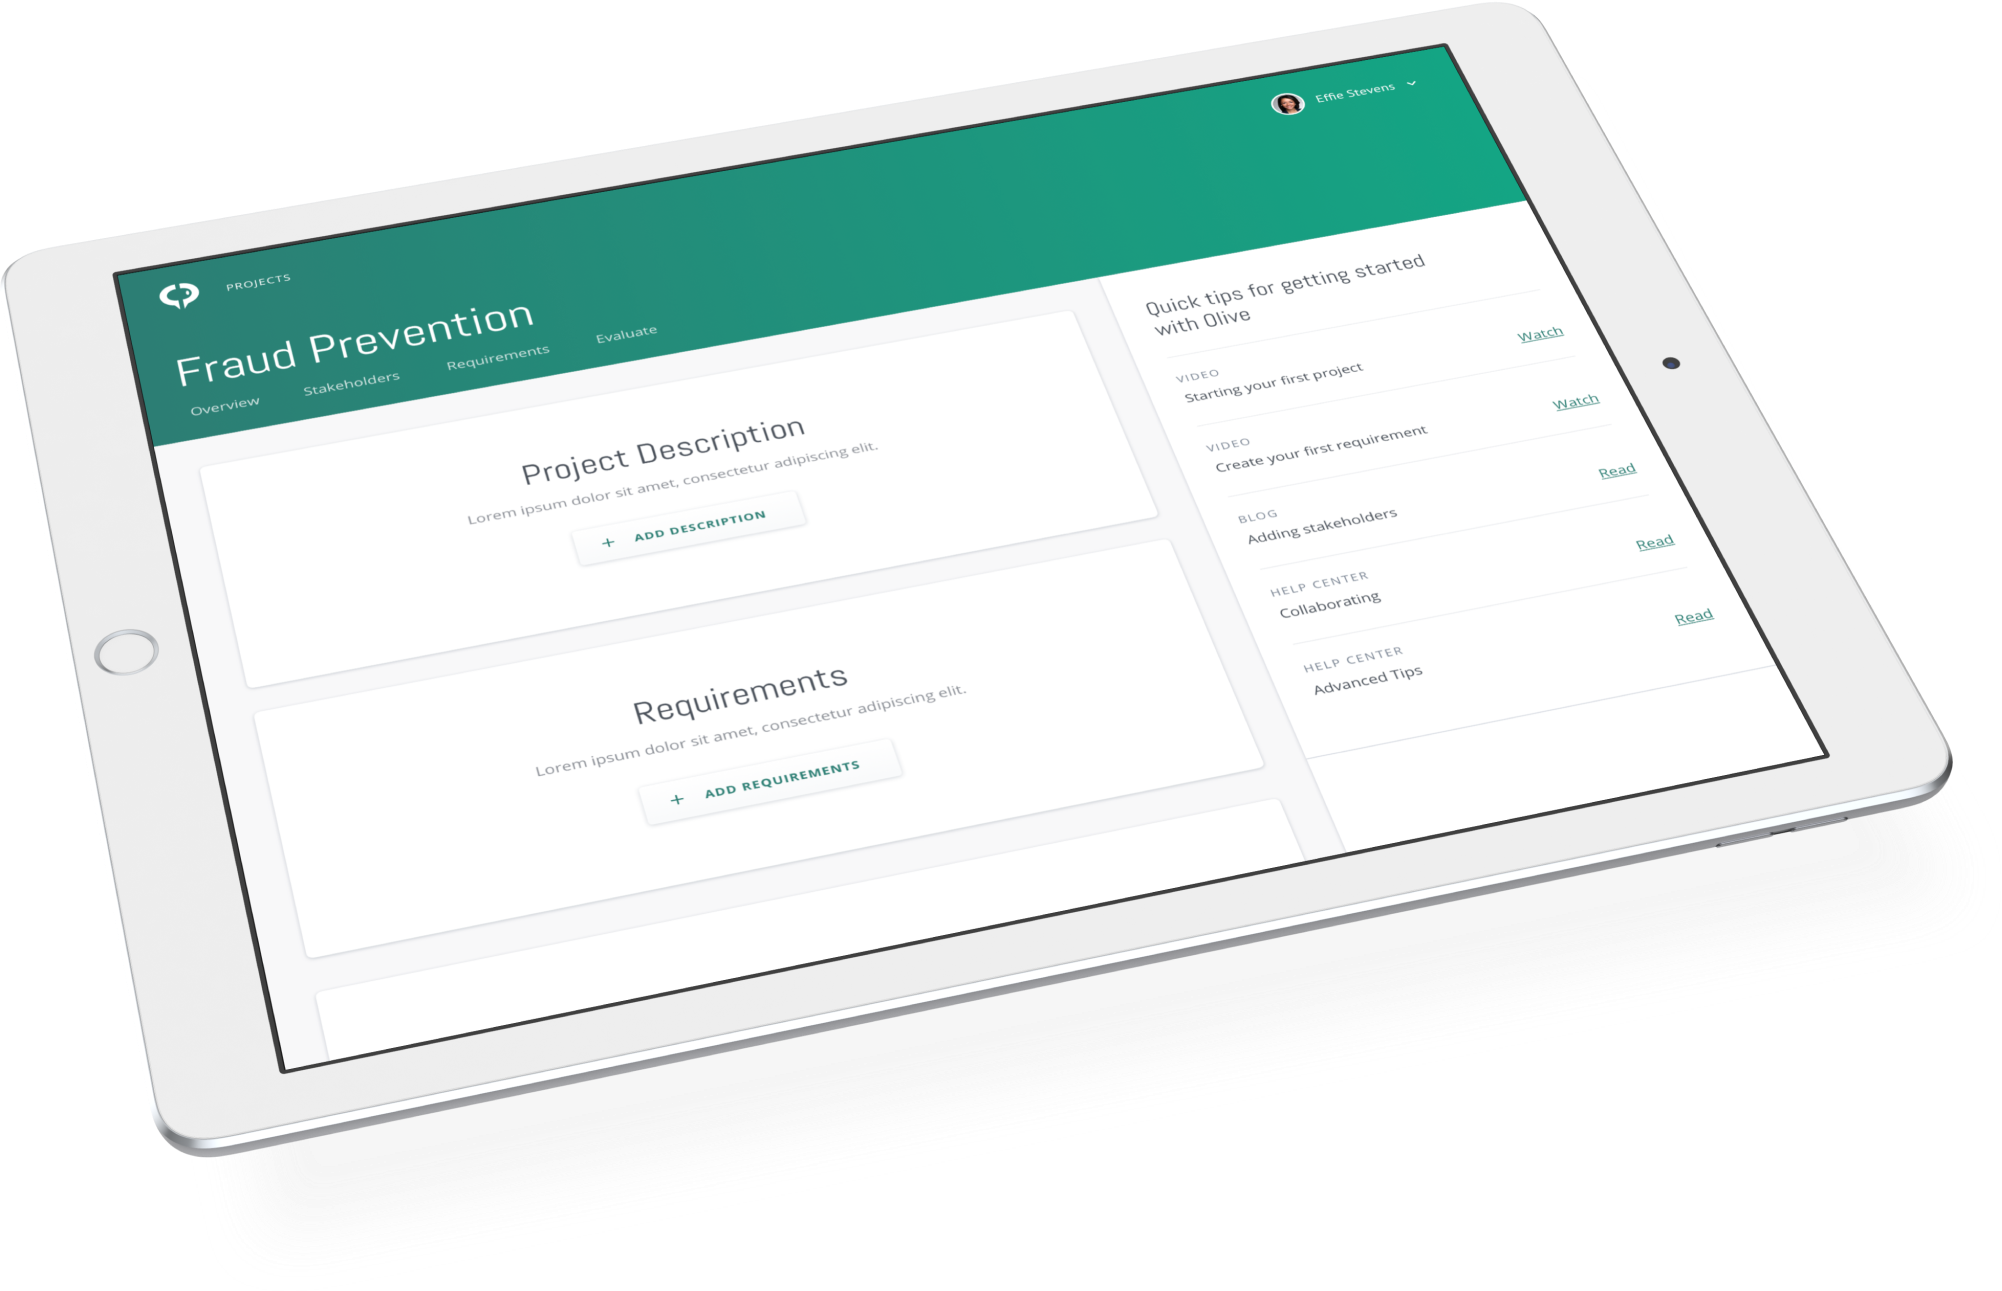 PROJECTS
Effie Stevens
Fraud Prevention
Overview
Stakeholders
Requirements
Evaluate
Project Description
Lorem ipsum dolor sit amet, consectetur adipiscing elit.
+ ADD DESCRIPTION
Requirements
Lorem ipsum dolor sit amet, consectetur adipiscing elit.
+ ADD REQUIREMENTS
Quick tips for getting started
with Olive
VIDEO
Starting your first project
Watch
VIDEO
Create your first requirement
Watch
BLOG
Adding stakeholders
Read
HELP CENTER
Collaborating
Read
HELP CENTER
Advanced Tips
Read